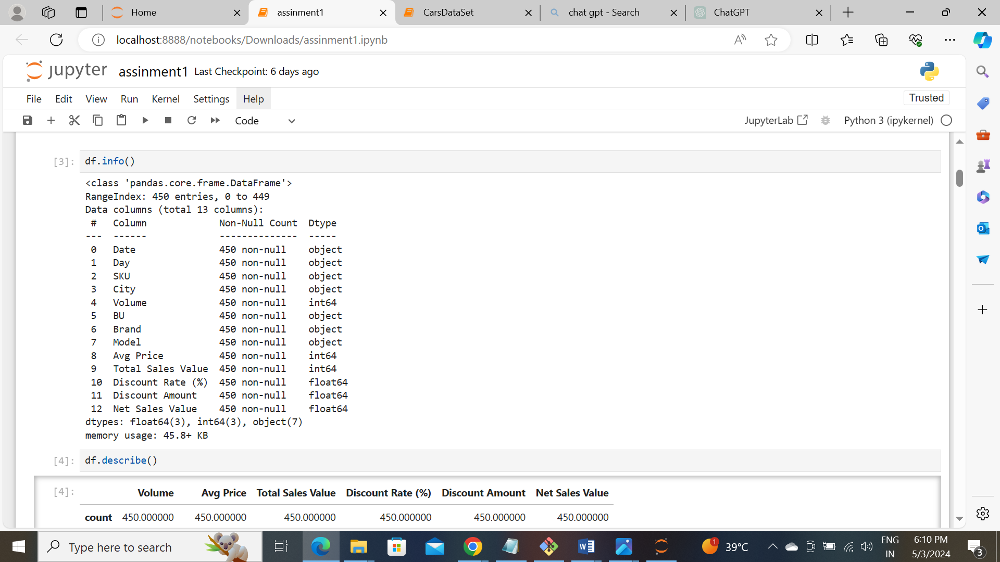 Home
assinment1
CarsDataSet
chat gpt - Search
ChatGPT
localhost:8888/notebooks/Downloads/assinment1.ipynb
jupyter assinment1 Last Checkpoint: 6 days ago
File Edit View Run Kernel Settings Help Trusted
Code JupyterLab Python 3 (ipykernel)
[3]: df.info()
<class 'pandas.core.frame.DataFrame'>
RangeIndex: 450 entries, 0 to 449
Data columns (total 13 columns):
# Column Non-Null Count Dtype
--- ------ -------------- -----
0 Date 450 non-null object
1 Day 450 non-null object
2 SKU 450 non-null object
3 City 450 non-null object
4 Volume 450 non-null int64
5 BU 450 non-null object
6 Brand 450 non-null object
7 Model 450 non-null object
8 Avg Price 450 non-null int64
9 Total Sales Value 450 non-null int64
10 Discount Rate (%) 450 non-null float64
11 Discount Amount 450 non-null float64
12 Net Sales Value 450 non-null float64
dtypes: float64(3), int64(3), object(7)
memory usage: 45.8+ KB
[4]: df.describe()
[4]: Volume Avg Price Total Sales Value Discount Rate (%) Discount Amount Net Sales Value
count 450.000000 450.000000 450.000000 450.000000 450.000000 450.000000
Type here to search
1
39°C
ENG
IN
6:10 PM
5/3/2024
3